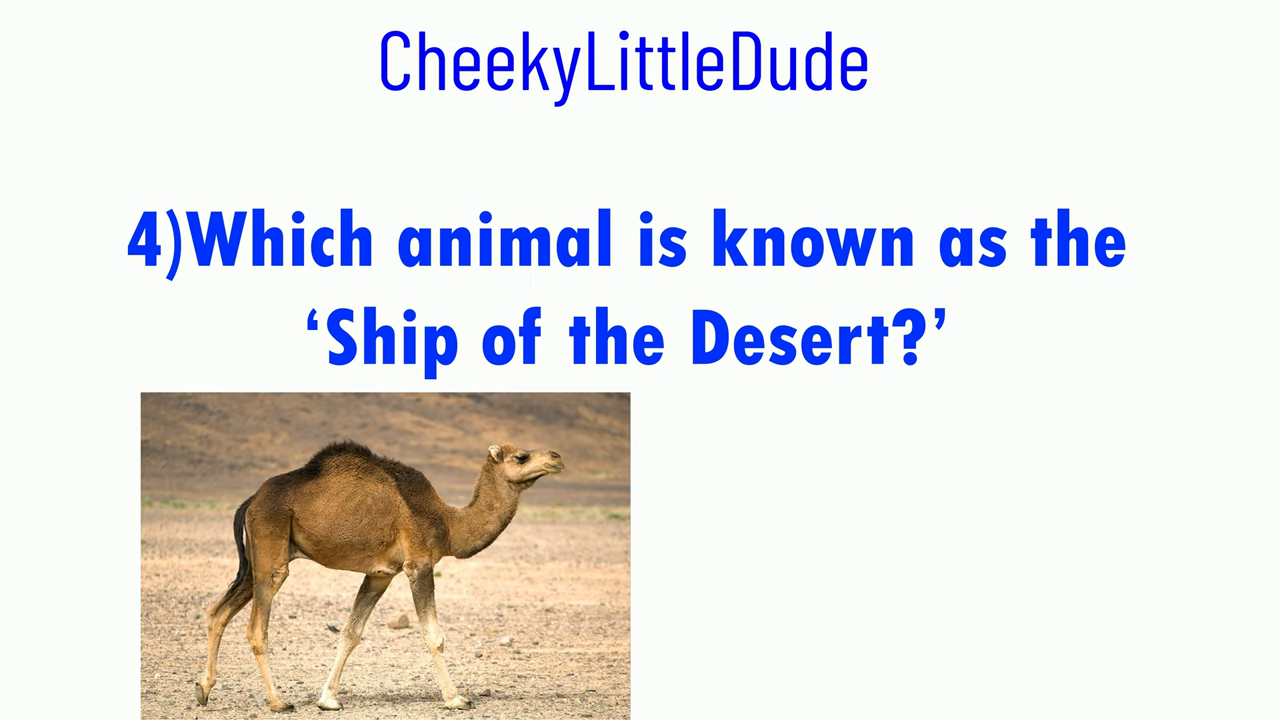 CheekyLittleDude
4)Which animal is known as the
‘Ship of the Desert?’